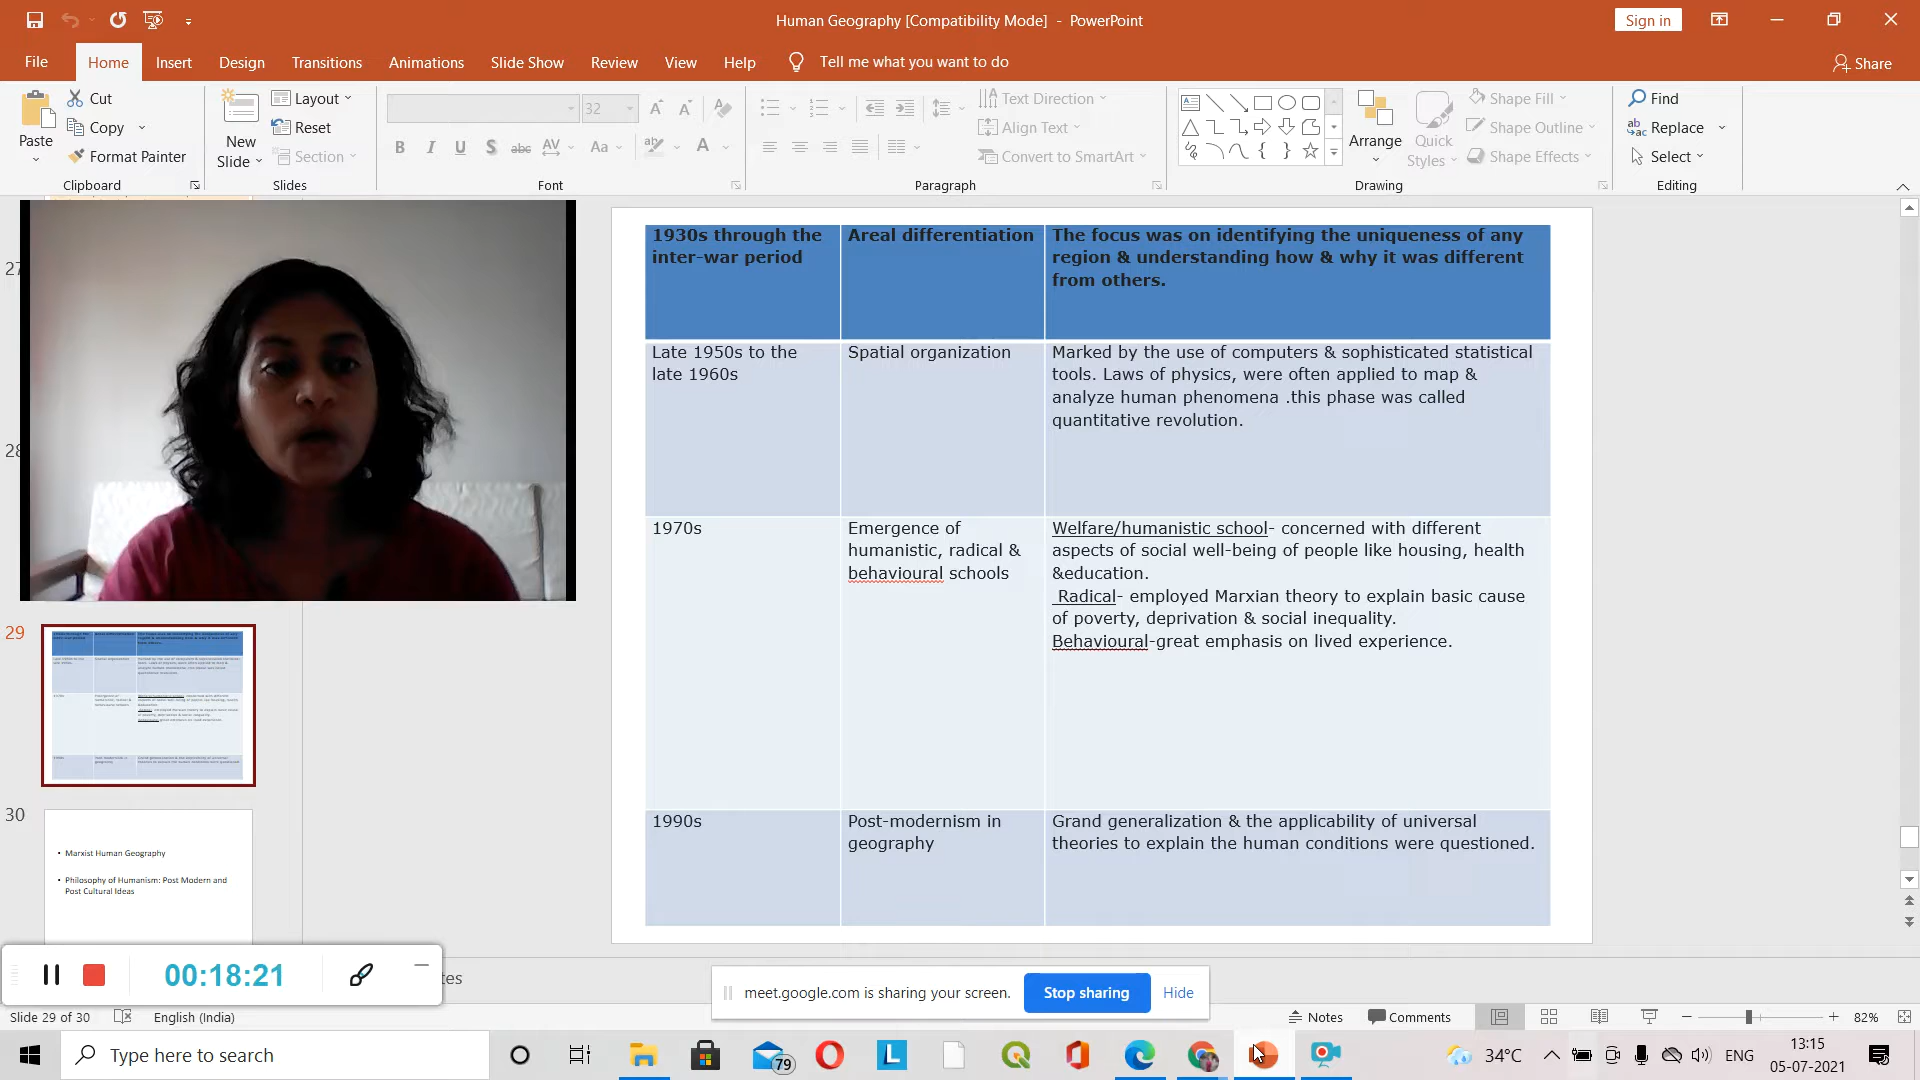 Human Geography [Compatibility Mode] - PowerPoint
Sign in
File Home Insert Design Transitions Animations Slide Show Review View Help Tell me what you want to do
Share
Paste
Cut
Copy
Format Painter
Clipboard
New
Slide
Layout
Reset
Section
Slides
32
B I U S abc AV Aa A
Font
Text Direction
Align Text
Convert to SmartArt
Paragraph
Arrange
Quick
Styles
Shape Fill
Shape Outline
Shape Effects
Drawing
Find
Replace
Select
Editing
27
28
29
30
1930s through the
inter-war period
Areal differentiation
The focus was on identifying the uniqueness of any
region & understanding how & why it was different
from others.
Late 1950s to the
late 1960s
Spatial organization
Marked by the use of computers & sophisticated statistical
tools. Laws of physics, were often applied to map &
analyze human phenomena .this phase was called
quantitative revolution.
1970s
Emergence of
humanistic, radical &
behavioural schools
Welfare/humanistic school- concerned with different
aspects of social well-being of people like housing, health
&education.
Radical- employed Marxian theory to explain basic cause
of poverty, deprivation & social inequality.
Behavioural-great emphasis on lived experience.
1990s
Post-modernism in
geography
Grand generalization & the applicability of universal
theories to explain the human conditions were questioned.
• Marxist Human Geography
• Philosophy of Humanism: Post Modern and
Post Cultural Ideas
00:18:21
tes
meet.google.com is sharing your screen.
Stop sharing
Hide
Slide 29 of 30
English (India)
Notes
Comments
82%
Type here to search
79
L
34°C
ENG
13:15
05-07-2021